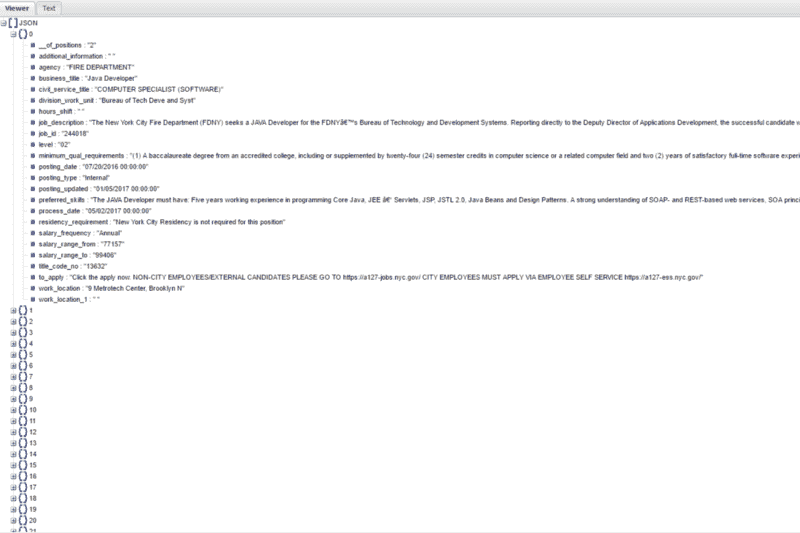 Viewer Text
JSON
0
__of_positions : "2"
additional_information : " "
agency : "FIRE DEPARTMENT"
business_title : "Java Developer"
civil_service_title : "COMPUTER SPECIALIST (SOFTWARE)"
division_work_unit : "Bureau of Tech Deve and Syst"
hours_shift : " "
job_description : "The New York City Fire Department (FDNY) seeks a JAVA Developer for the FDNYâ€™s Bureau of Technology and Development Systems. Reporting directly to the Deputy Director of Applications Development, the successful candidate w
job_id : "244018"
level : "02"
minimum_qual_requirements : "(1) A baccalaureate degree from an accredited college, including or supplemented by twenty-four (24) semester credits in computer science or a related computer field and two (2) years of satisfactory full-time software experi
posting_date : "07/20/2016 00:00:00"
posting_type : "Internal"
posting_updated : "01/05/2017 00:00:00"
preferred_skills : "The JAVA Developer must have: Five years working experience in programming Core Java, JEE â€“ Servlets, JSP, JSTL 2.0, Java Beans and Design Patterns. A strong understanding of SOAP- and REST-based web services, SOA princi
process_date : "05/02/2017 00:00:00"
residency_requirement : "New York City Residency is not required for this position"
salary_frequency : "Annual"
salary_range_from : "77157"
salary_range_to : "99406"
title_code_no : "13632"
to_apply : "Click the apply now. NON-CITY EMPLOYEES/EXTERNAL CANDIDATES PLEASE GO TO https://a127-jobs.nyc.gov/ CITY EMPLOYEES MUST APPLY VIA EMPLOYEE SELF SERVICE https://a127-ess.nyc.gov/"
work_location : "9 Metrotech Center, Brooklyn N"
work_location_1 : " "
1
2
3
4
5
6
7
8
9
10
11
12
13
14
15
16
17
18
19
20
21